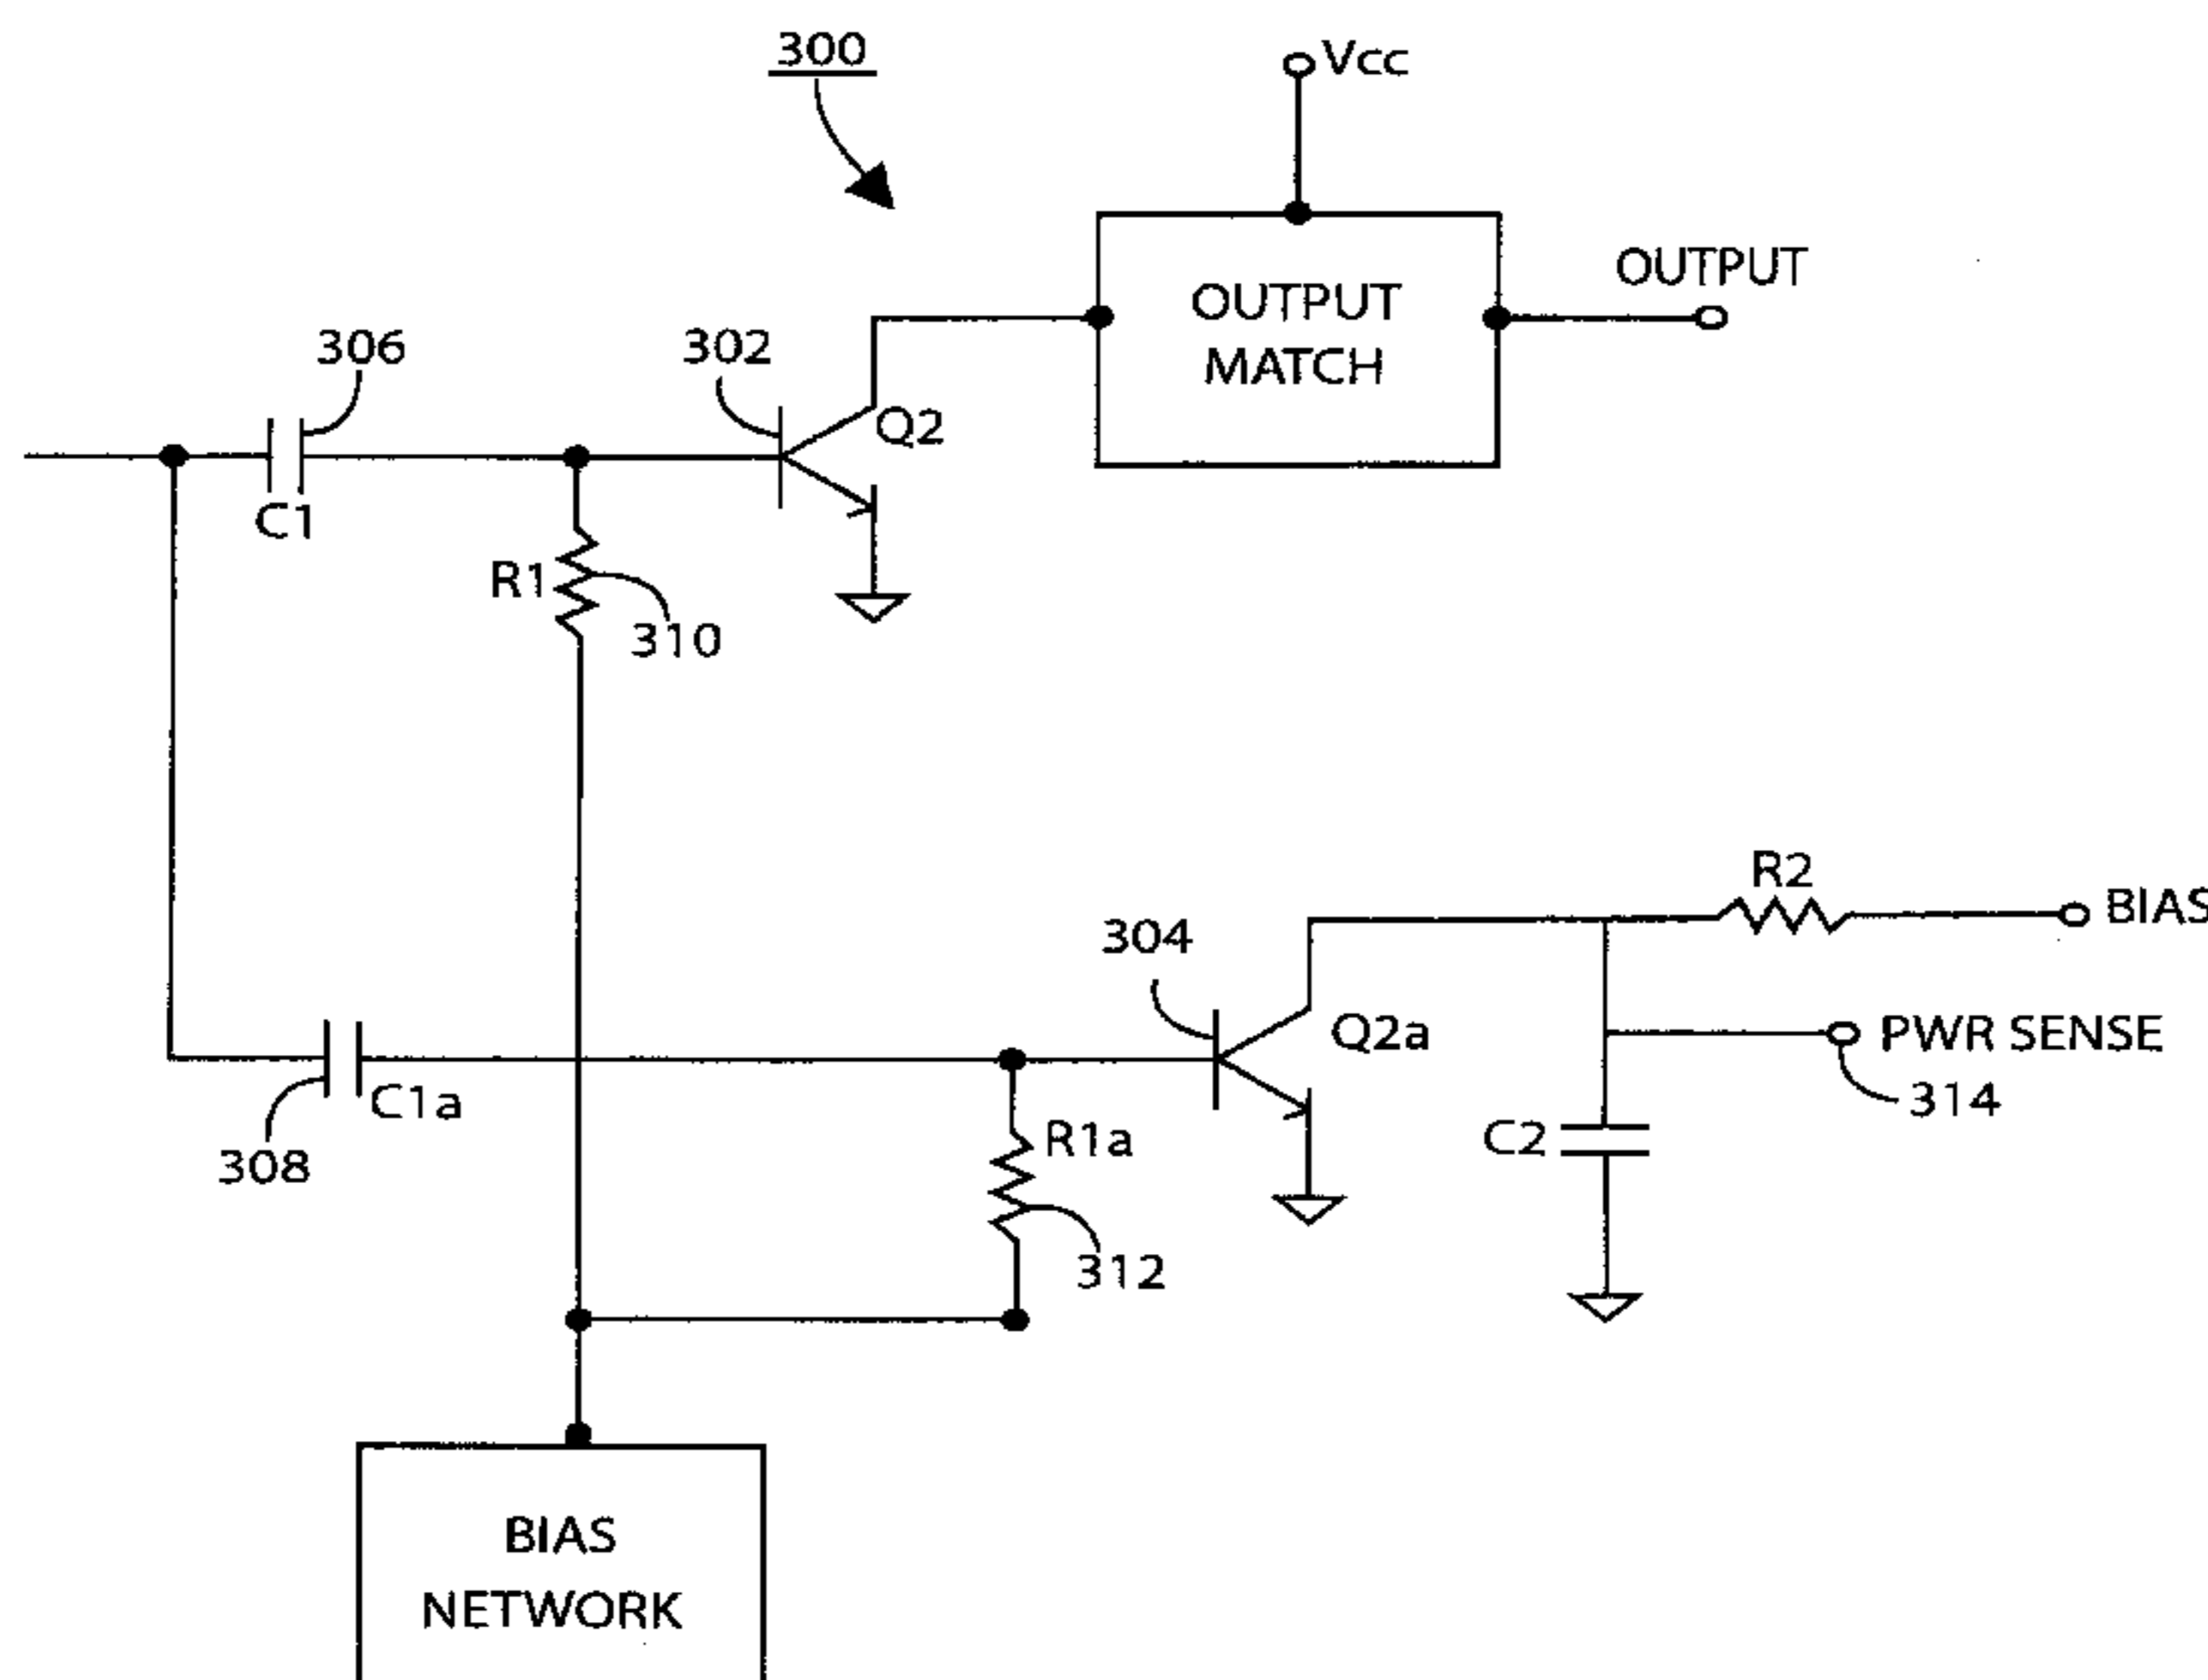 300
Vcc
OUTPUT
OUTPUT
MATCH
306
302
Q2
C1
R1
310
R2
BIAS
304
Q2a
PWR SENSE
314
C1a
308
R1a
C2
312
BIAS
NETWORK